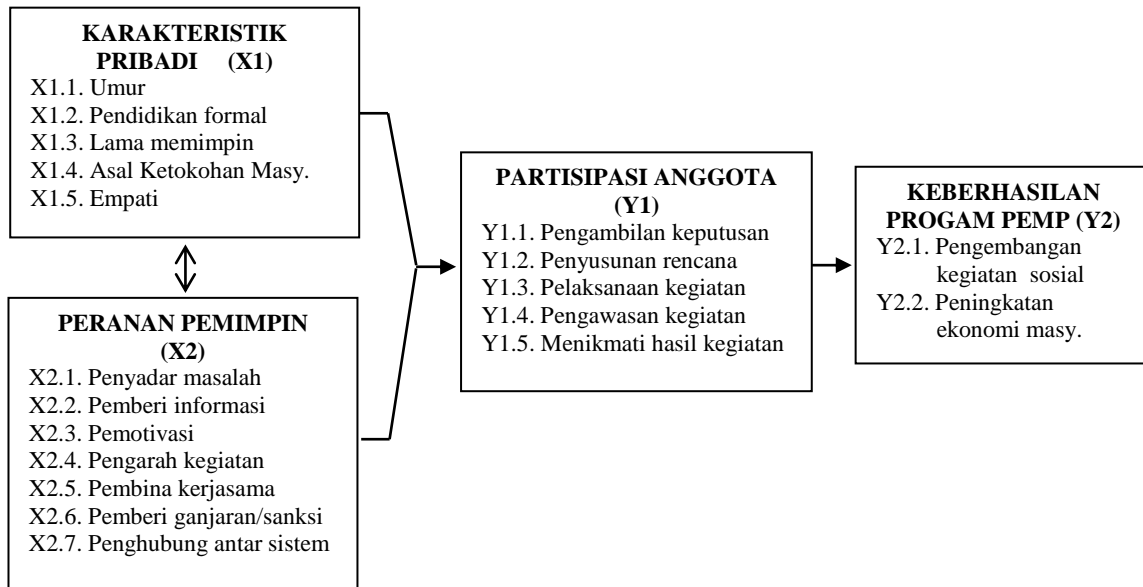 KARAKTERISTIK
PRIBADI (X1)
X1.1. Umur
X1.2. Pendidikan formal
X1.3. Lama memimpin
X1.4. Asal Ketokohan Masy.
X1.5. Empati
PERANAN PEMIMPIN
(X2)
X2.1. Penyadar masalah
X2.2. Pemberi informasi
X2.3. Pemotivasi
X2.4. Pengarah kegiatan
X2.5. Pembina kerjasama
X2.6. Pemberi ganjaran/sanksi
X2.7. Penghubung antar sistem
PARTISIPASI ANGGOTA
(Y1)
Y1.1. Pengambilan keputusan
Y1.2. Penyusunan rencana
Y1.3. Pelaksanaan kegiatan
Y1.4. Pengawasan kegiatan
Y1.5. Menikmati hasil kegiatan
KEBERHASILAN
PROGAM PEMP (Y2)
Y2.1. Pengembangan
kegiatan sosial
Y2.2. Peningkatan
ekonomi masy.